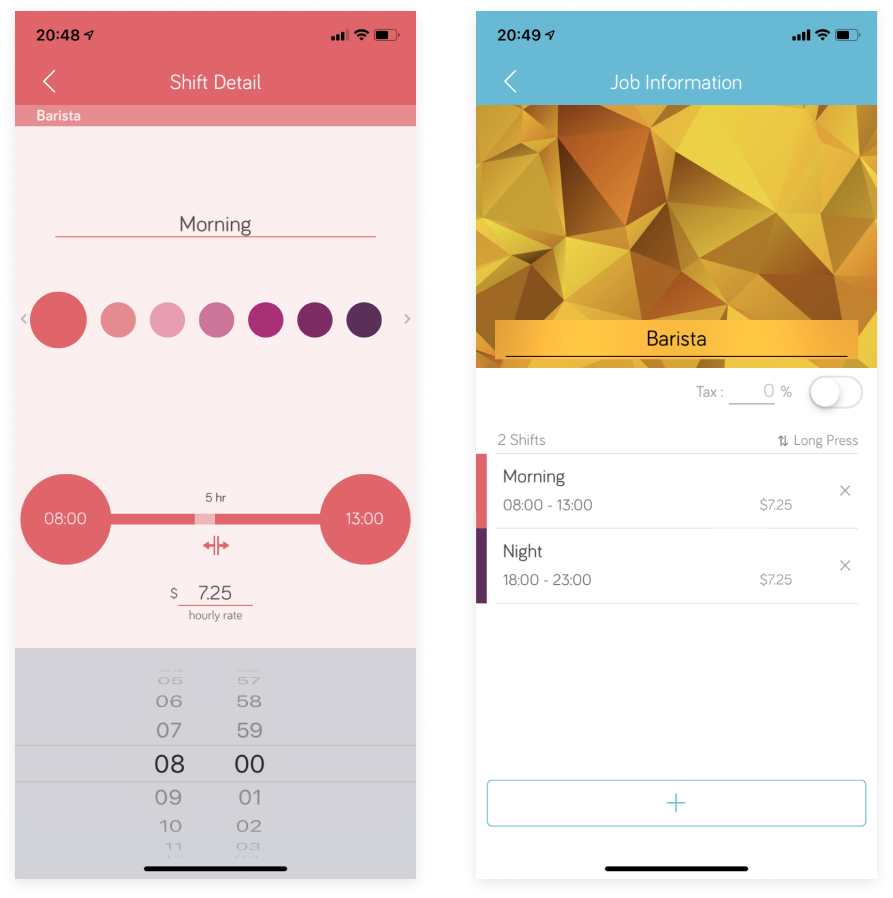 20:48
Shift Detail
Barista
Morning
5 hr
08:00
13:00
$ 7.25
hourly rate
05 57
06 58
07 59
08 00
09 01
10 02
11 03
20:49
Job Information
Barista
Tax : 0 %
2 Shifts
Long Press
Morning
08:00 - 13:00
$7.25
Night
18:00 - 23:00
$7.25